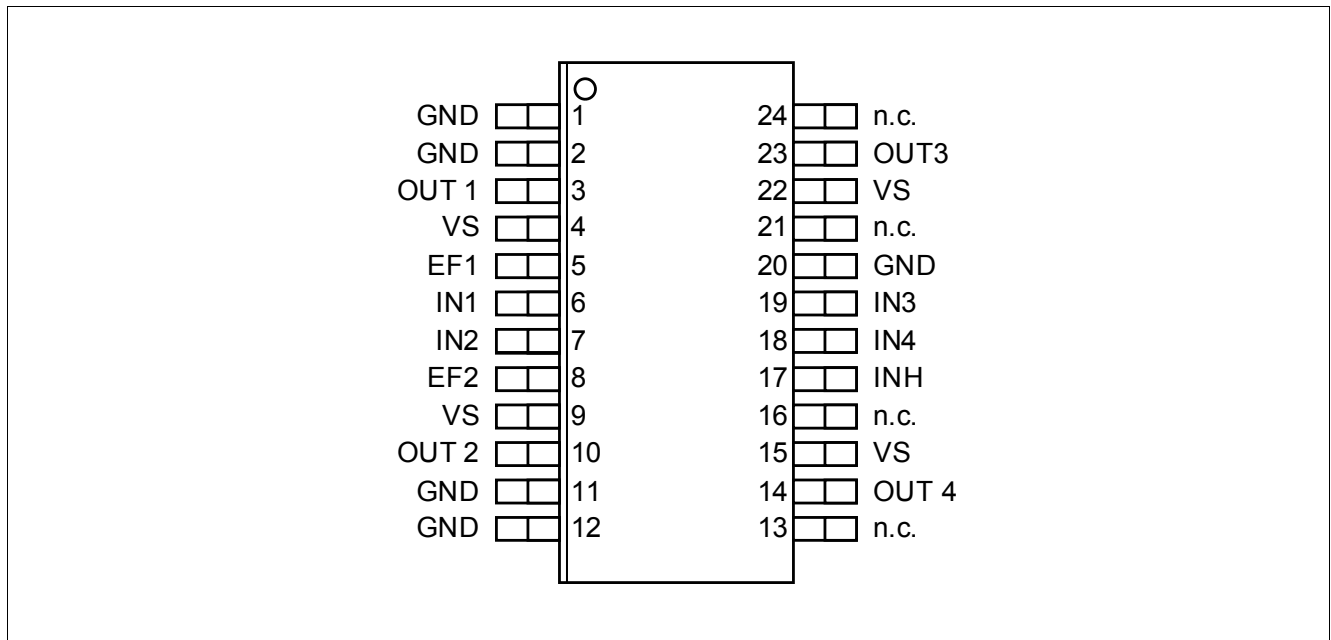 GND 1 24 n.c.
GND 2 23 OUT3
OUT 1 3 22 VS
VS 4 21 n.c.
EF1 5 20 GND
IN1 6 19 IN3
IN2 7 18 IN4
EF2 8 17 INH
VS 9 16 n.c.
OUT 2 10 15 VS
GND 11 14 OUT 4
GND 12 13 n.c.